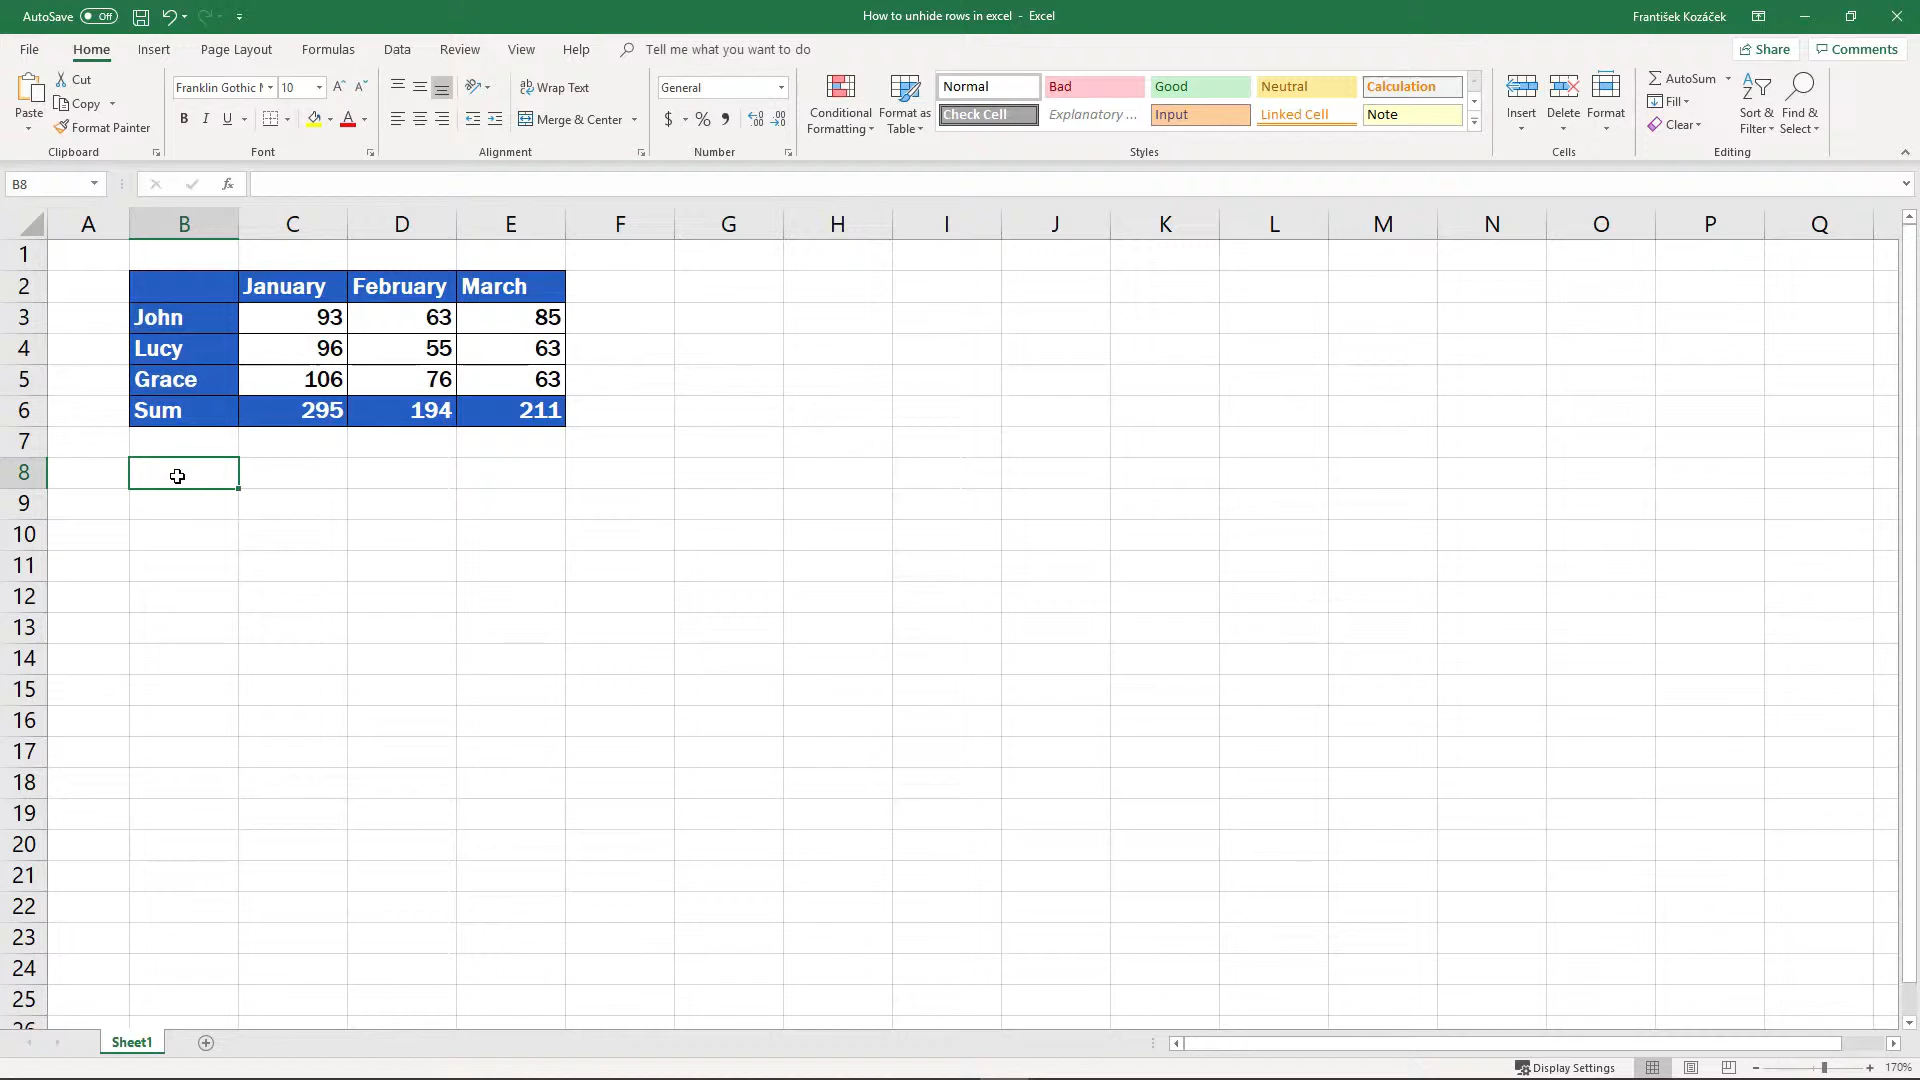 AutoSave Off How to unhide rows in excel - Excel František Kozáček
File Home Insert Page Layout Formulas Data Review View Help Tell me what you want to do Share Comments
Paste Cut Copy Format Painter
Clipboard
10 B I U A A A
Font
Wrap Text
Merge & Center
Alignment
General
$ %
Number
Conditional Formatting
Format as Table
Normal Bad Good Neutral Calculation
Check Cell Explanatory ... Input Linked Cell Note
Styles
Insert Delete Format
Cells
AutoSum
Fill
Clear
Sort & Filter
Find & Select
Editing
B8 fx
A B C D E F G H I J K L M N O P Q
1
2 January February March
3 John 93 63 85
4 Lucy 96 55 63
5 Grace 106 76 63
6 Sum 295 194 211
7
8
9
10
11
12
13
14
15
16
17
18
19
20
21
22
23
24
25
Sheet1
Display Settings 170%